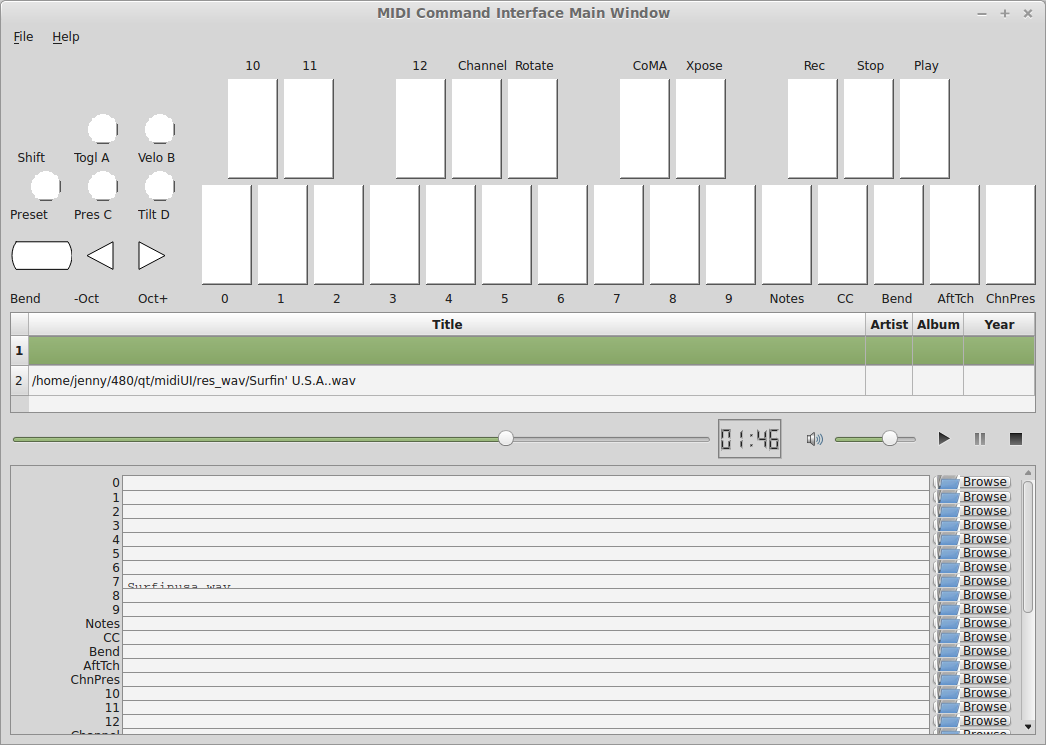 MIDI Command Interface Main Window
File Help
10 11 12 Channel Rotate CoMA Xpose Rec Stop Play
Shift Togl A Velo B
Preset Pres C Tilt D
Bend -Oct Oct+ 0 1 2 3 4 5 6 7 8 9 Notes CC Bend AftTch ChnPres
Title Artist Album Year
1
2 /home/jenny/480/qt/midiUI/res_wav/Surfin' U.S.A..wav
01:46
0 Browse
1 Browse
2 Browse
3 Browse
4 Browse
5 Browse
6 Browse
7 Surfinusa.wav Browse
8 Browse
9 Browse
Notes Browse
CC Browse
Bend Browse
AftTch Browse
ChnPres Browse
10 Browse
11 Browse
12 Browse
Channel Browse